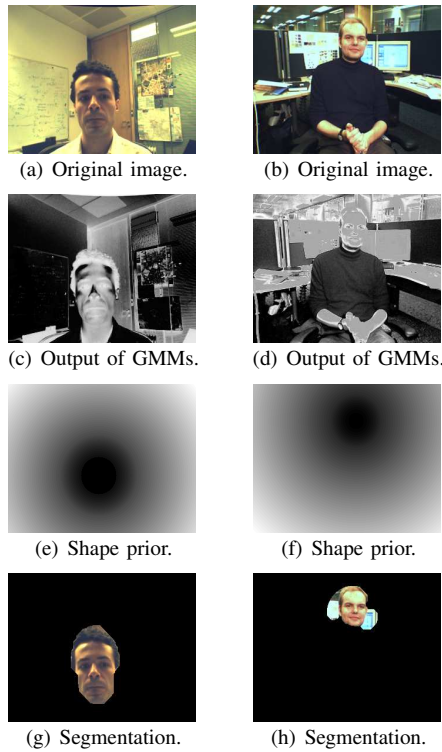 (a) Original image.
(b) Original image.
(c) Output of GMMs.
(d) Output of GMMs.
(e) Shape prior.
(f) Shape prior.
(g) Segmentation.
(h) Segmentation.